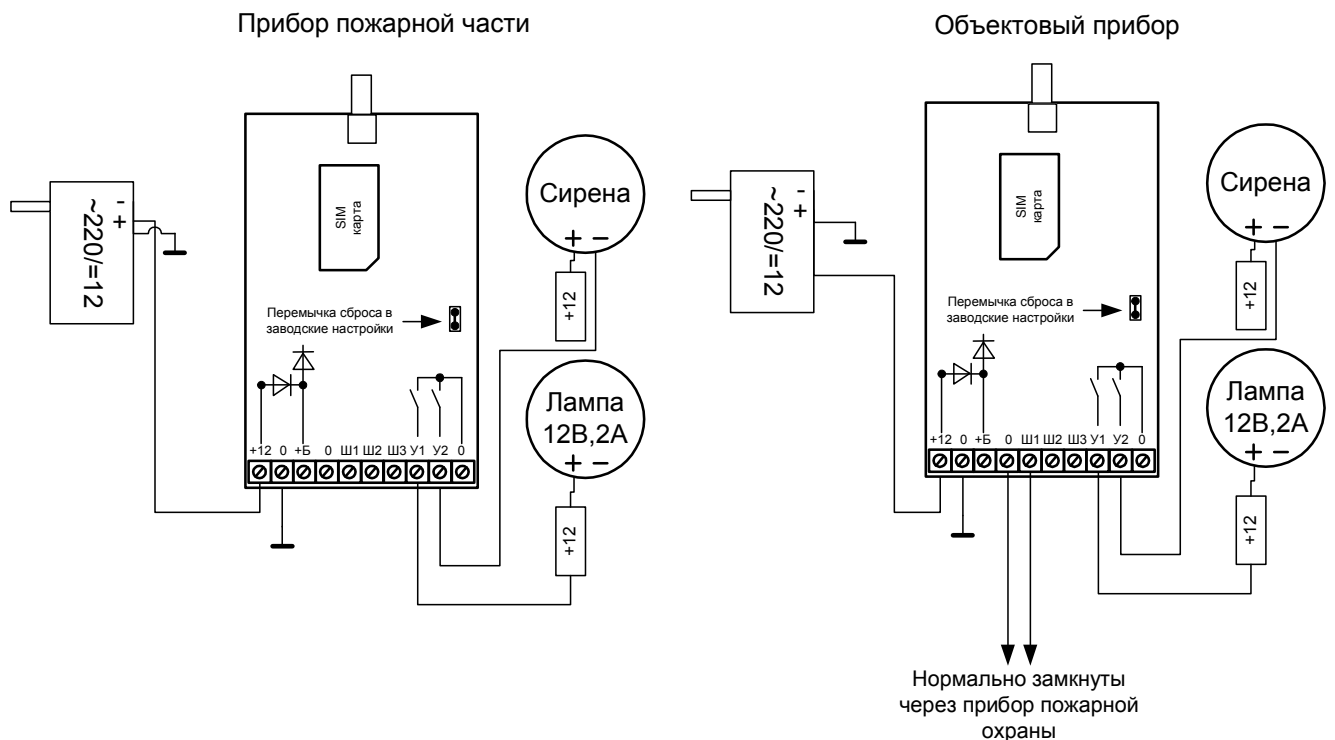 Прибор пожарной части
~220/=12
-
+
SIM
карта
Перемычка сброса в
заводские настройки
+12 0 +Б 0 Ш1 Ш2 Ш3 У1 У2 0
Сирена
+ −
+12
Лампа
12В,2А
+ −
+12
Объектовый прибор
~220/=12
-
+
SIM
карта
Перемычка сброса в
заводские настройки
+12 0 +Б 0 Ш1 Ш2 Ш3 У1 У2 0
Сирена
+ −
+12
Лампа
12В,2А
+ −
+12
Нормально замкнуты
через прибор пожарной
охраны